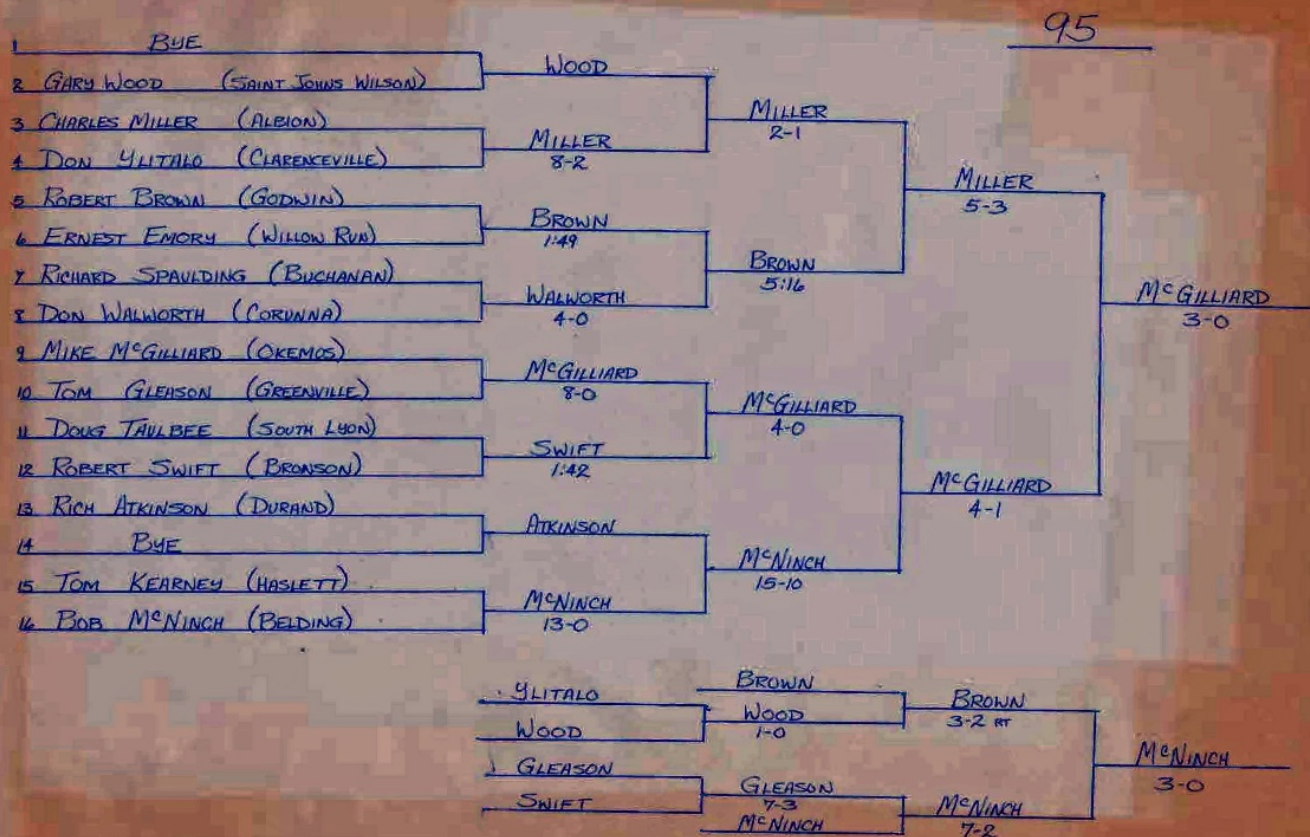 95
1 BYE
2 GARY WOOD (SAINT JOHNS WILSON)
3 CHARLES MILLER (ALBION)
4 DON YLITALO (CLARENCEVILLE)
5 ROBERT BROWN (GODWIN)
6 ERNEST EMORY (WILLOW RUN)
7 RICHARD SPAULDING (BUCHANAN)
8 DON WALWORTH (CORUNNA)
9 MIKE McGILLIARD (OKEMOS)
10 TOM GLEASON (GREENVILLE)
11 DOUG TAULBEE (SOUTH LYON)
12 ROBERT SWIFT (BRONSON)
13 RICH ATKINSON (DURAND)
14 BYE
15 TOM KEARNEY (HASLETT)
16 BOB McNINCH (BELDING)
WOOD
MILLER
8-2
BROWN
1:49
WALWORTH
4-0
McGILLIARD
8-0
SWIFT
1:42
ATKINSON
McNINCH
13-0
MILLER
2-1
BROWN
5:16
McGILLIARD
4-0
McNINCH
15-10
MILLER
5-3
McGILLIARD
4-1
McGILLIARD
3-0
YLITALO
WOOD
GLEASON
SWIFT
BROWN
WOOD
1-0
GLEASON
7-3
McNINCH
BROWN
3-2 RT
McNINCH
7-2
McNINCH
3-0